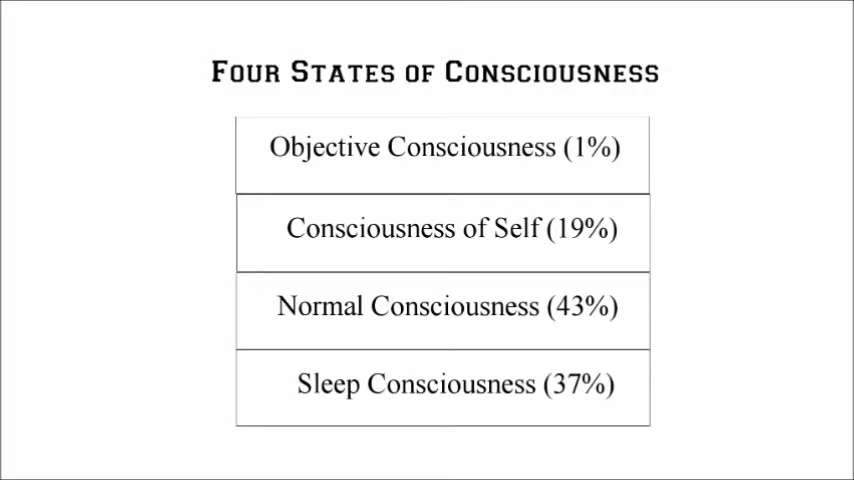 Four States of Consciousness
Objective Consciousness (1%)
Consciousness of Self (19%)
Normal Consciousness (43%)
Sleep Consciousness (37%)